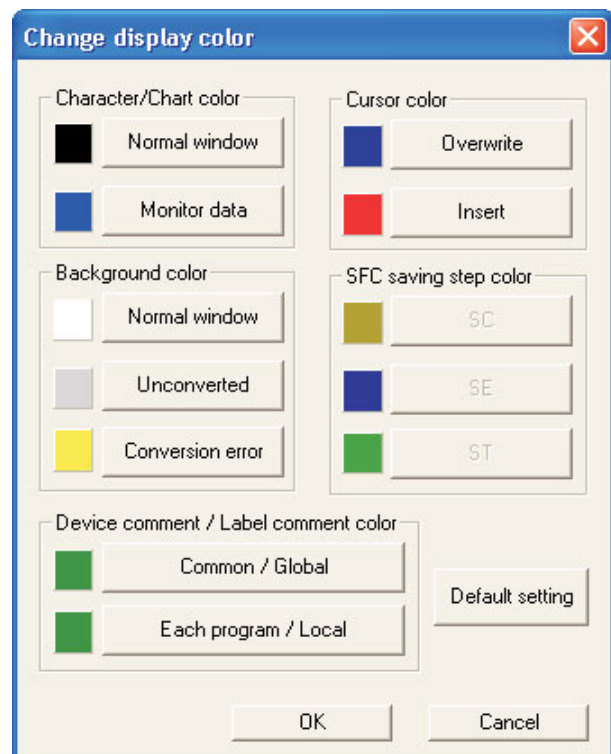 Change display color
Character/Chart color
Normal window
Monitor data
Cursor color
Overwrite
Insert
Background color
Normal window
Unconverted
Conversion error
SFC saving step color
SC
SE
ST
Device comment / Label comment color
Common / Global
Each program / Local
Default setting
OK
Cancel